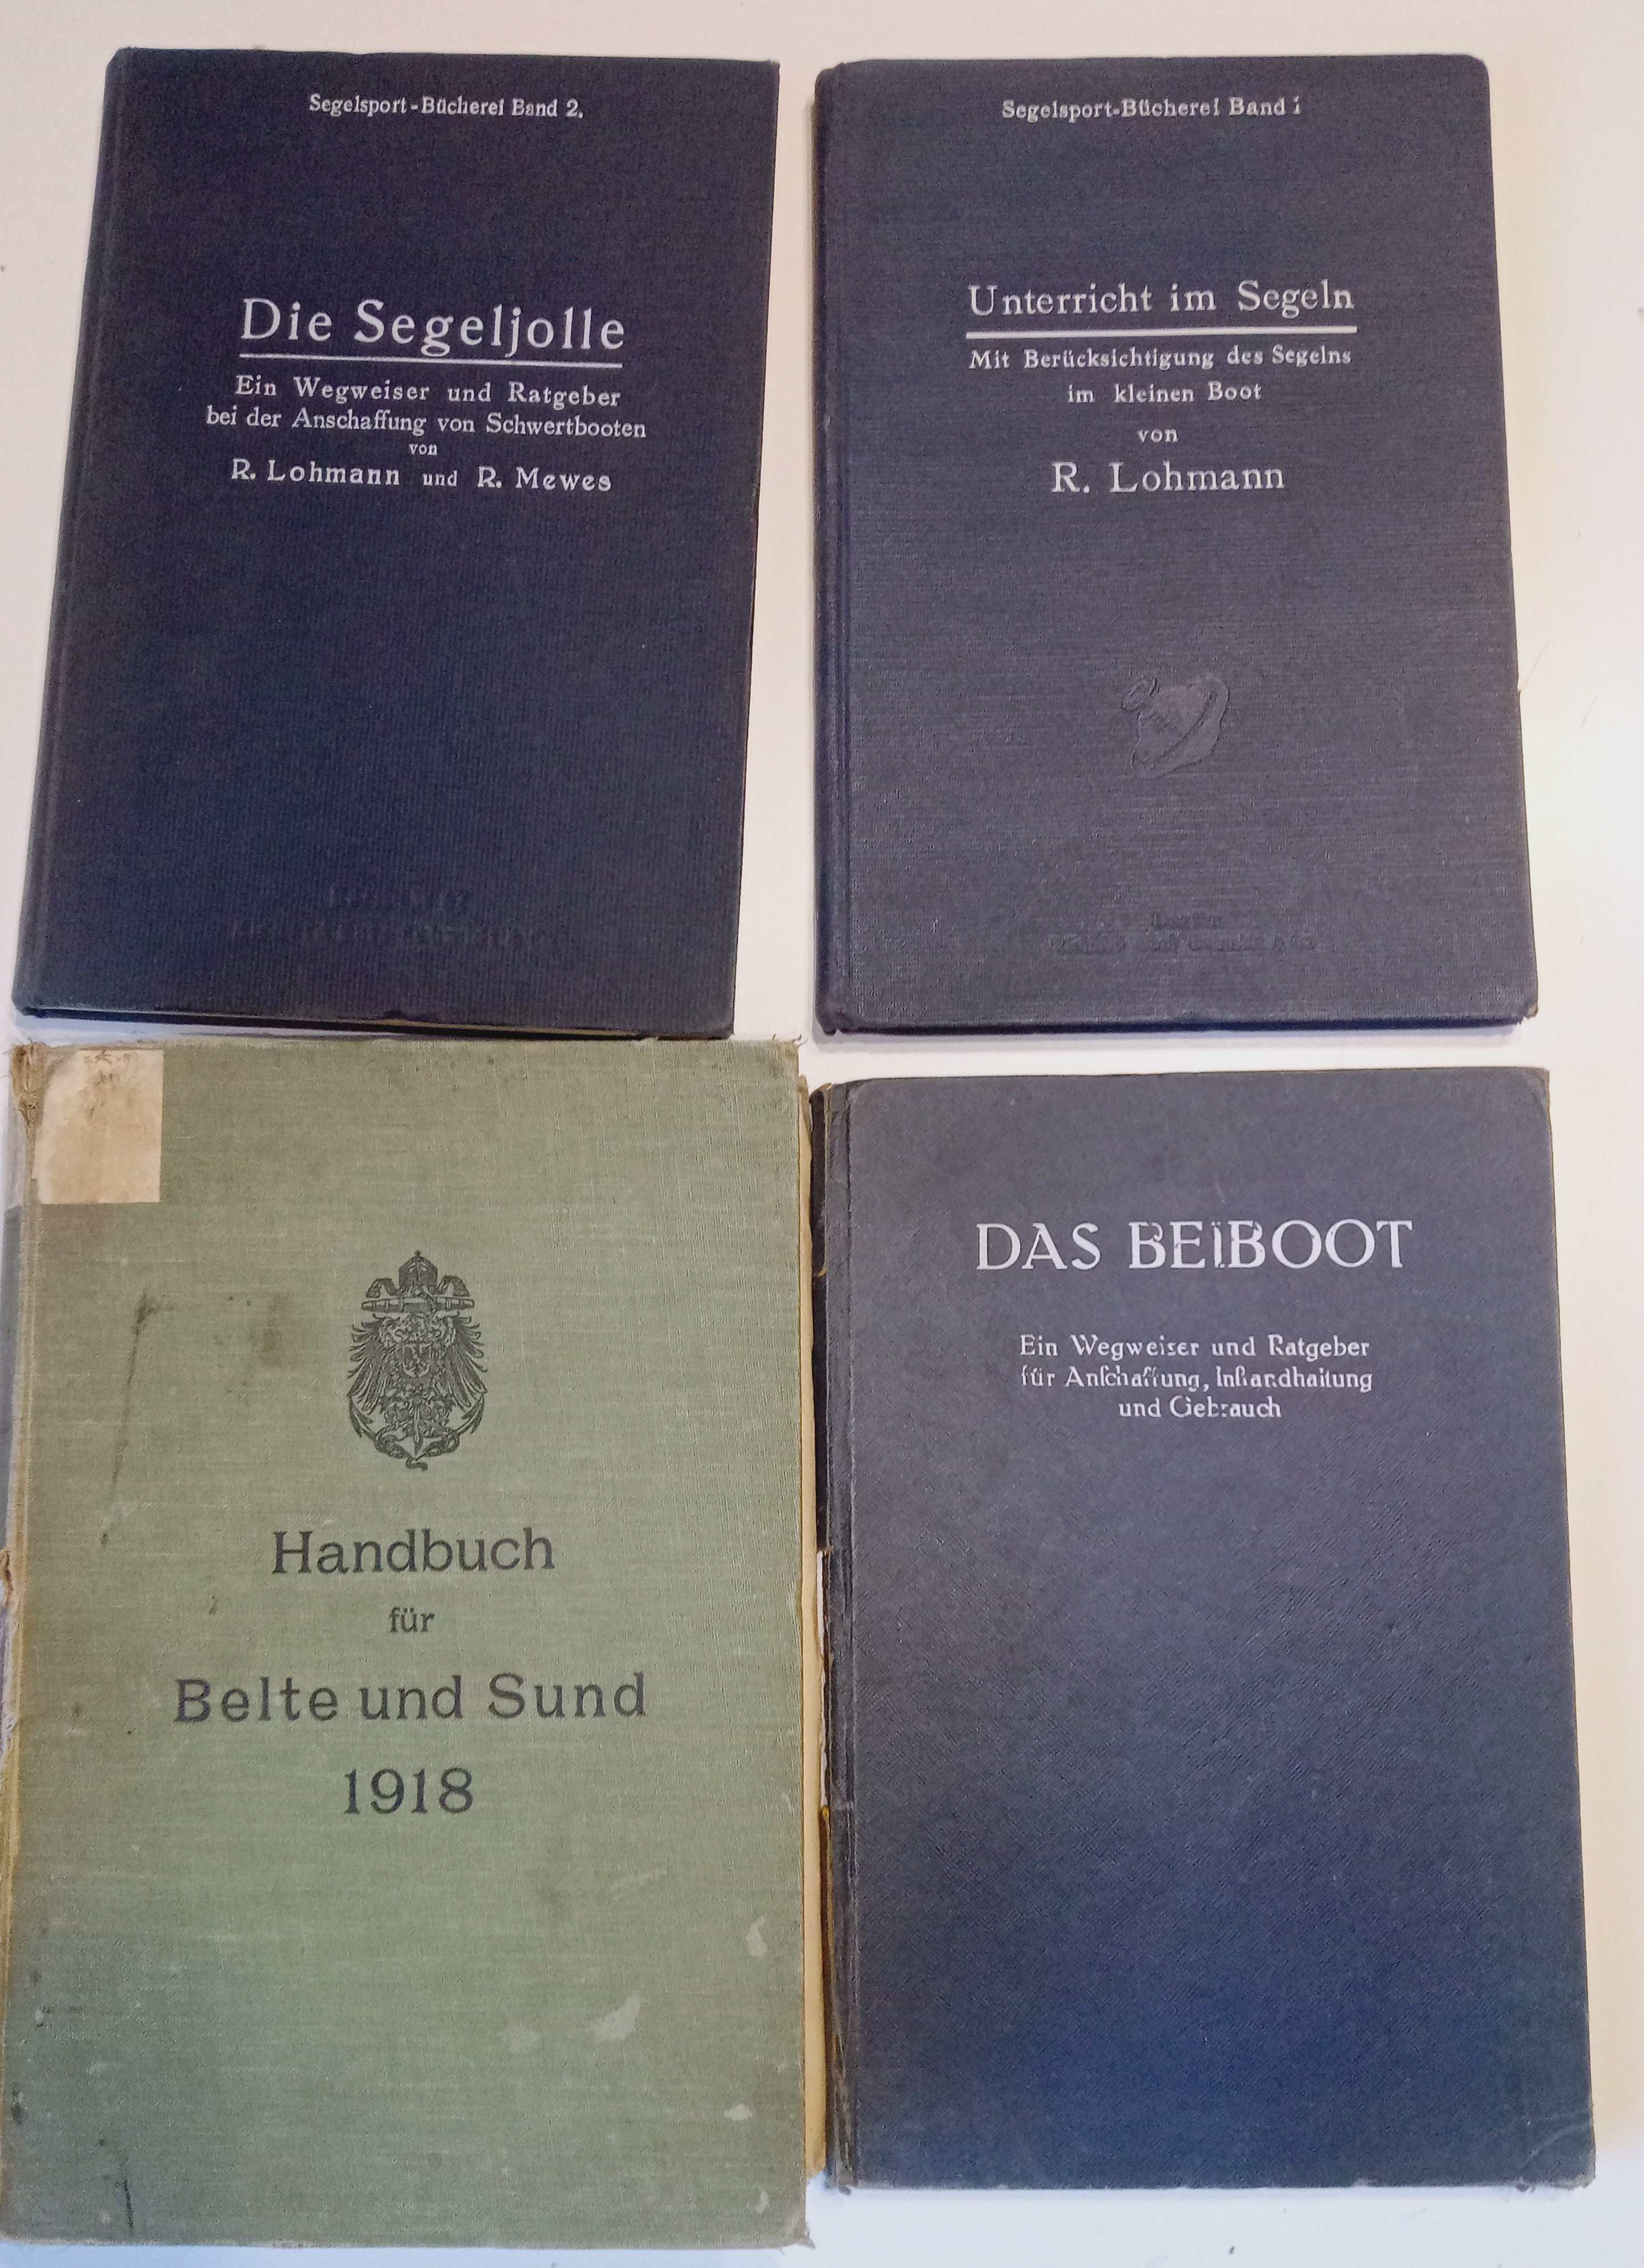 Segelsport-Bücherei Band 2.
Die Segeljolle
Ein Wegweiser und Ratgeber
bei der Anschaffung von Schwertbooten
von
R. Lohmann und R. Mewes
Segelsport-Bücherei Band 1
Unterricht im Segeln
Mit Berücksichtigung des Segelns
im kleinen Boot
von
R. Lohmann
Berlin
Handbuch
für
Belte und Sund
1918
DAS BEIBOOT
Ein Wegweiser und Ratgeber
für Anſchaffung, Inſtandhaltung
und Gebrauch